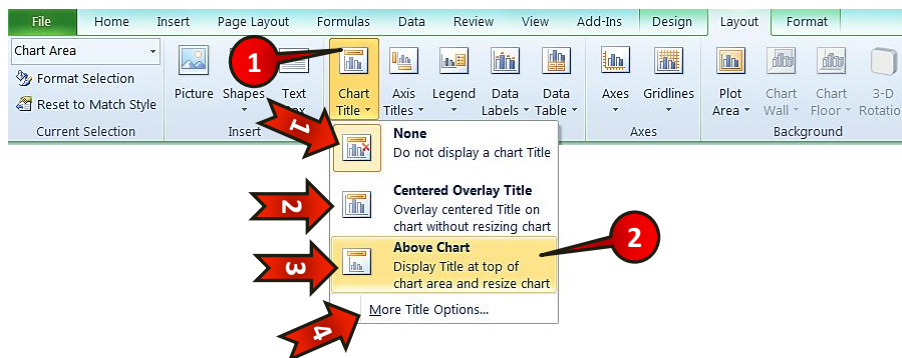 File Home Insert Page Layout Formulas Data Review View Add-Ins Design Layout Format
Chart Area
Format Selection
Reset to Match Style
Current Selection
Picture Shapes Text
Insert
1
Chart
Title
Axis
Titles
Legend
Data
Labels
Data
Table
Axes Gridlines
Axes
Plot
Area
Chart
Wall
Chart
Floor
3-D
Rotatio
Background
1
None
Do not display a chart Title
2
Centered Overlay Title
Overlay centered Title on
chart without resizing chart
3
Above Chart
Display Title at top of
chart area and resize chart
2
4
More Title Options...